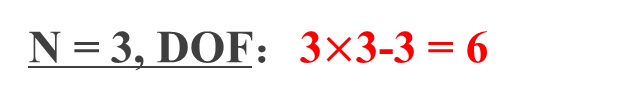 N = 3, DOF： 3×3-3 = 6